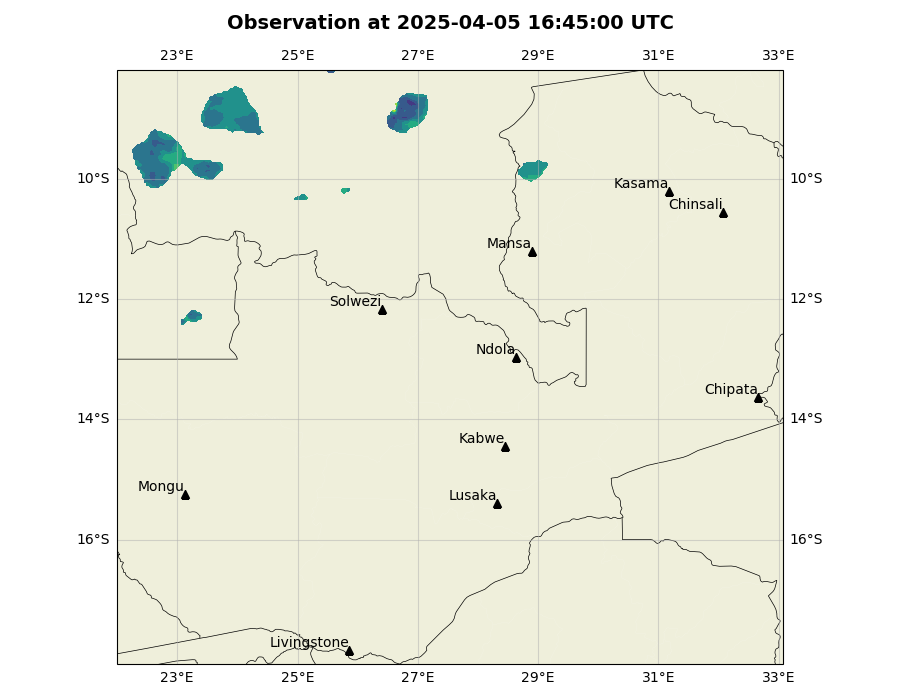 Observation at 2025-04-05 16:45:00 UTC
23°E 25°E 27°E 29°E 31°E 33°E
10°S 10°S
Kasama
Chinsali
Mansa
12°S 12°S
Solwezi
Ndola
Chipata
14°S 14°S
Kabwe
Mongu
Lusaka
16°S 16°S
Livingstone
23°E 25°E 27°E 29°E 31°E 33°E